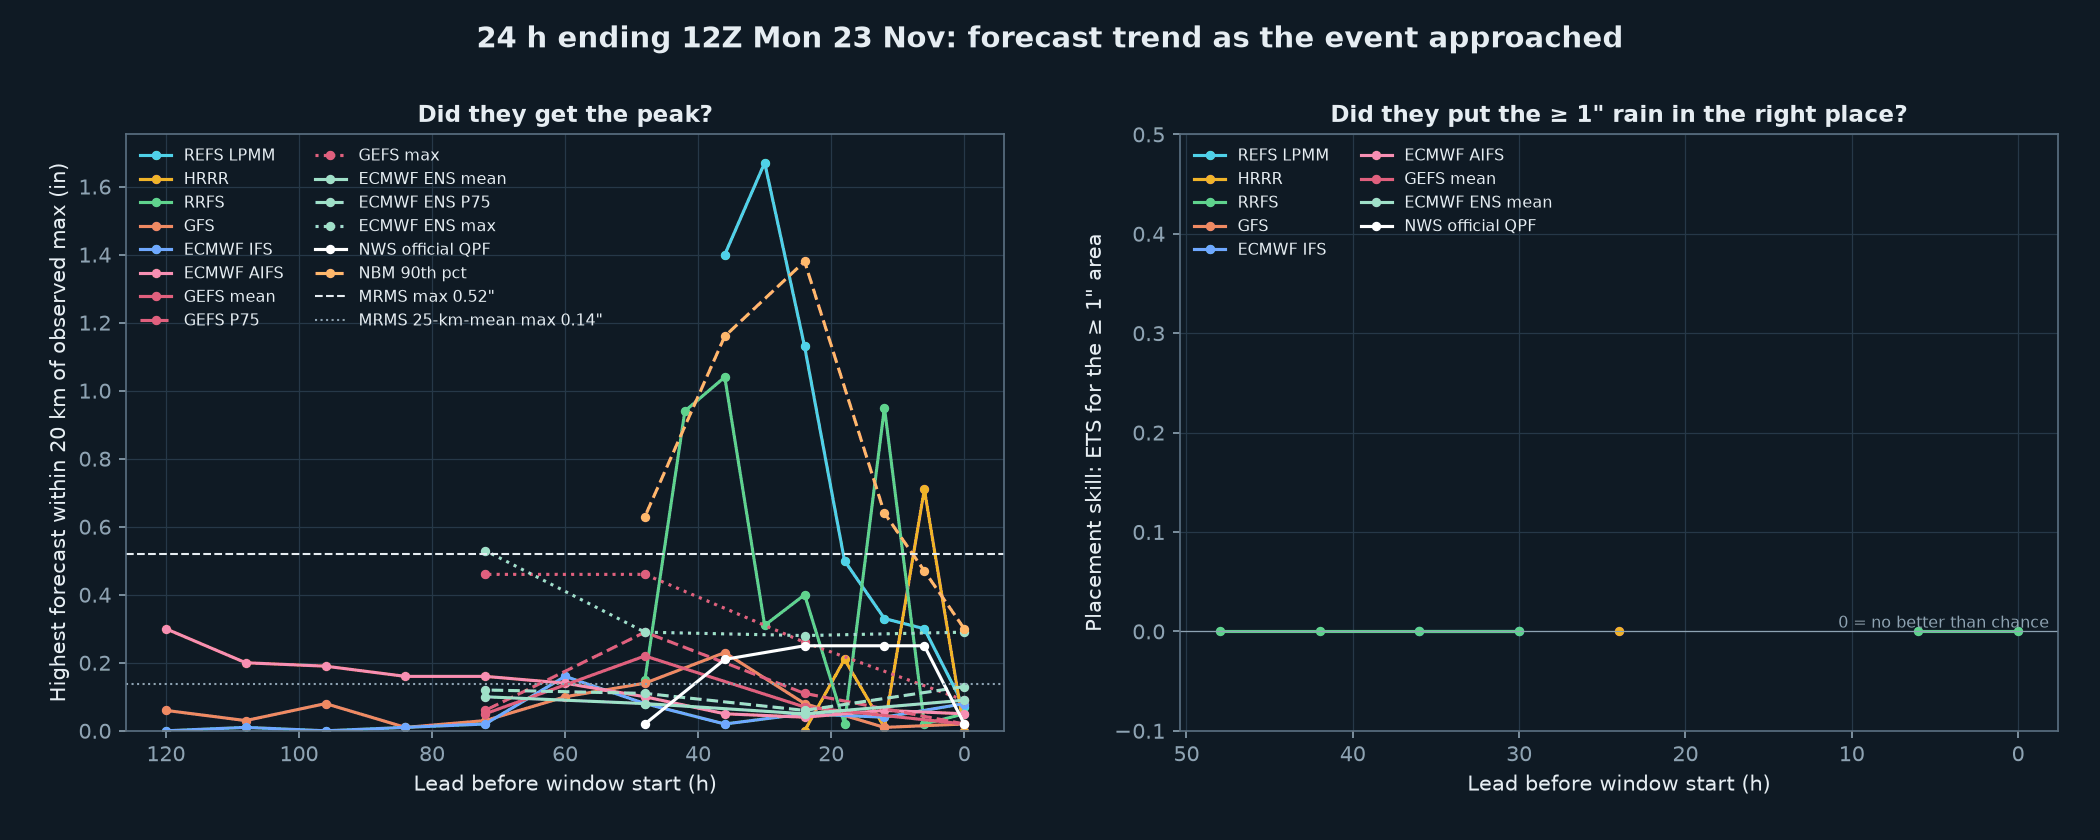 24 h ending 12Z Mon 23 Nov: forecast trend as the event approached
Did they get the peak?
Highest forecast within 20 km of observed max (in)
1.6
1.4
1.2
1.0
0.8
0.6
0.4
0.2
0.0
REFS LPMM
HRRR
RRFS
GFS
ECMWF IFS
ECMWF AIFS
GEFS mean
GEFS P75
GEFS max
ECMWF ENS mean
ECMWF ENS P75
ECMWF ENS max
NWS official QPF
NBM 90th pct
MRMS max 0.52"
MRMS 25-km-mean max 0.14"
120 100 80 60 40 20 0
Lead before window start (h)
Did they put the ≥ 1" rain in the right place?
Placement skill: ETS for the ≥ 1" area
0.5
0.4
0.3
0.2
0.1
0.0
−0.1
REFS LPMM
HRRR
RRFS
GFS
ECMWF IFS
ECMWF AIFS
GEFS mean
ECMWF ENS mean
NWS official QPF
0 = no better than chance
50 40 30 20 10 0
Lead before window start (h)